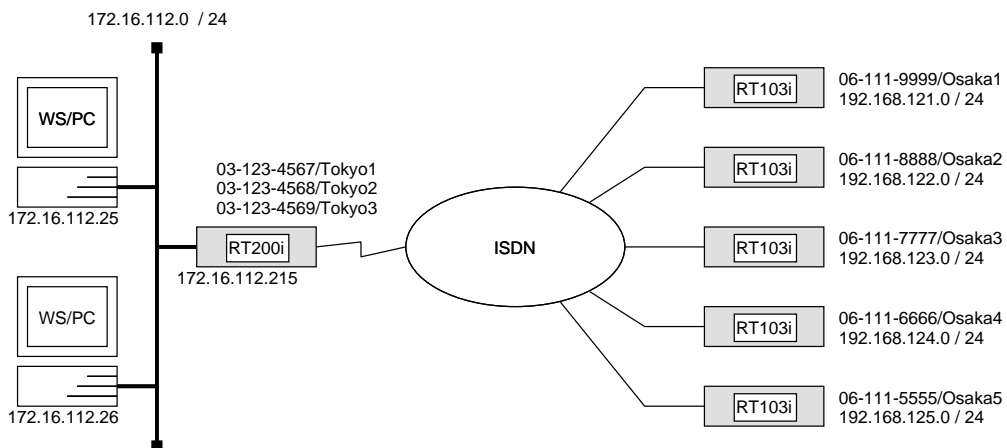 172.16.112.0 / 24
WS/PC
172.16.112.25
03-123-4567/Tokyo1
03-123-4568/Tokyo2
03-123-4569/Tokyo3
RT200i
172.16.112.215
WS/PC
172.16.112.26
ISDN
RT103i
06-111-9999/Osaka1
192.168.121.0 / 24
RT103i
06-111-8888/Osaka2
192.168.122.0 / 24
RT103i
06-111-7777/Osaka3
192.168.123.0 / 24
RT103i
06-111-6666/Osaka4
192.168.124.0 / 24
RT103i
06-111-5555/Osaka5
192.168.125.0 / 24